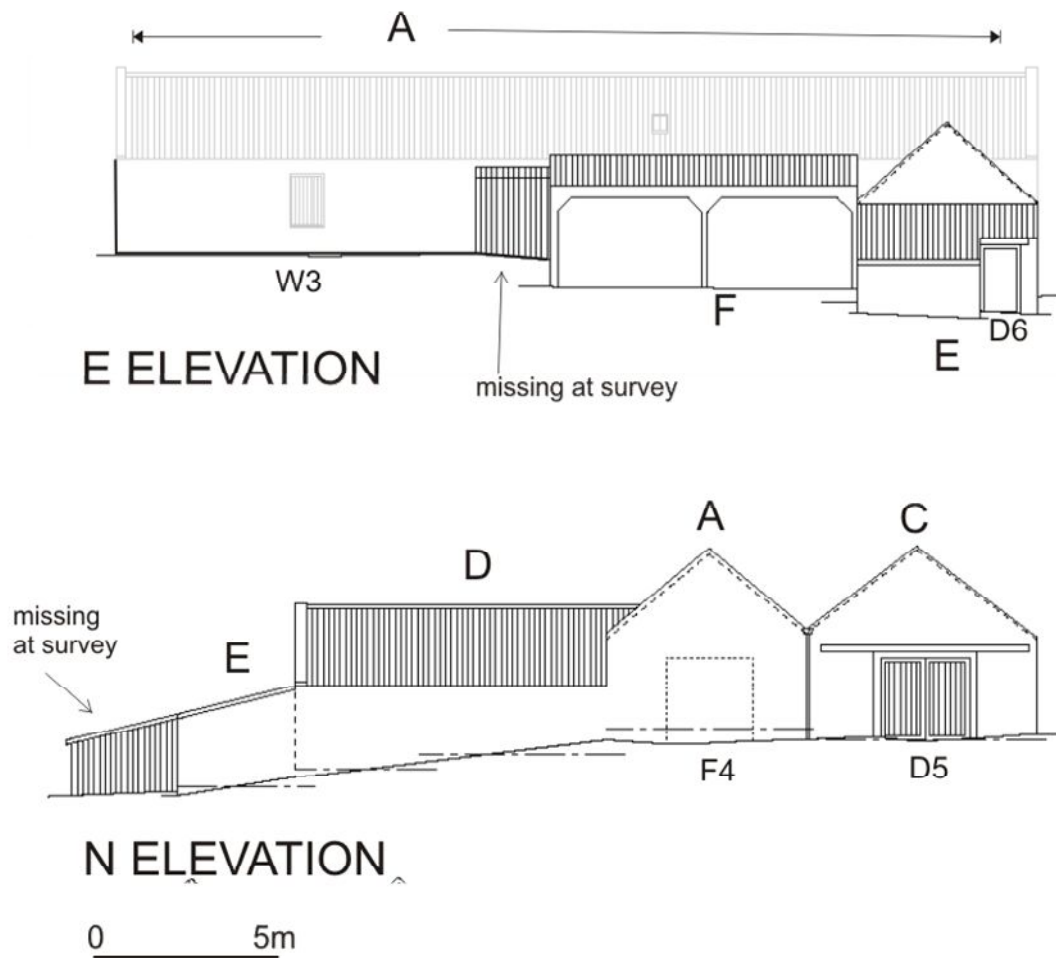 A
W3
F
D6
E
E ELEVATION
missing at survey
A
C
D
missing
at survey
E
F4
D5
N ELEVATION
0 5m